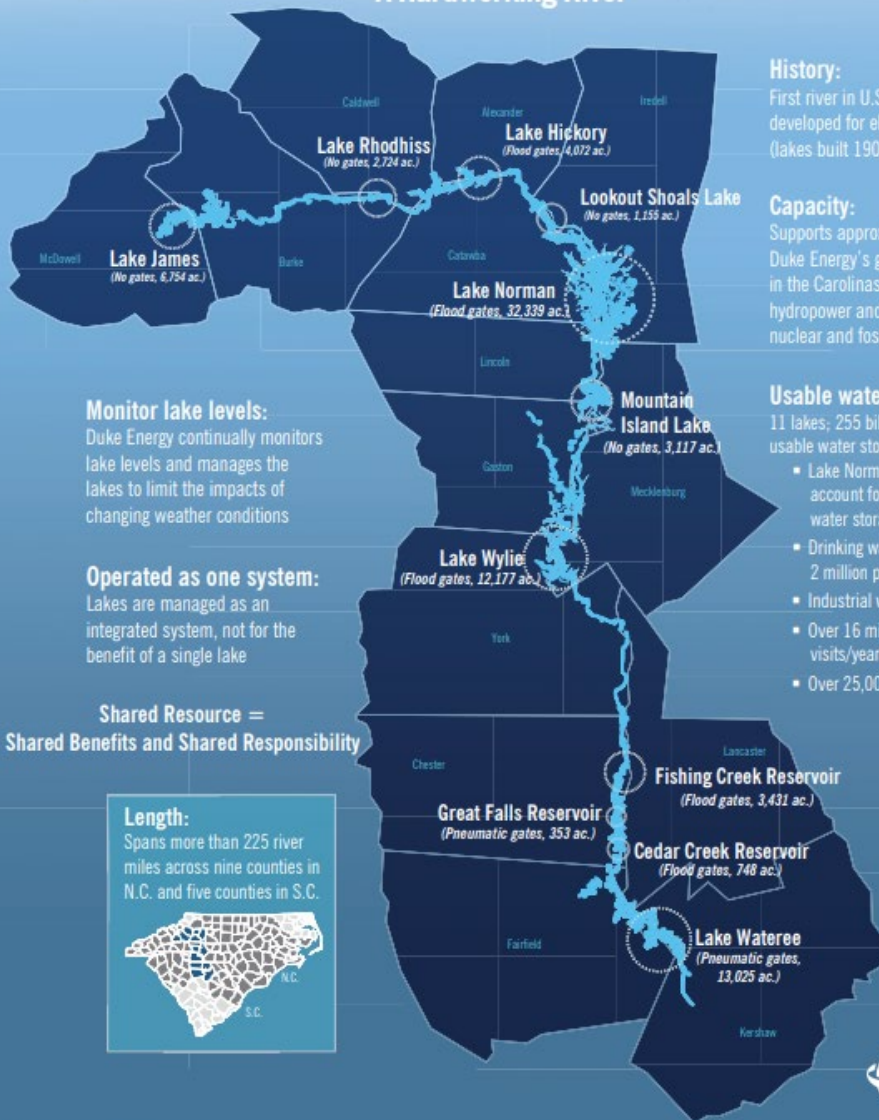 History:
First river in U.S
developed for el
(lakes built 190
Capacity:
Supports appro
Duke Energy's g
in the Carolinas
hydropower and
nuclear and fos
Usable wate
11 lakes; 255 bil
usable water sto
▪ Lake Norm
account fo
water stor
▪ Drinking w
2 million p
▪ Industrial w
▪ Over 16 mi
visits/year
▪ Over 25,00
Caldwell
Alexander
Iredell
Lake Rhodhiss
(No gates, 2,724 ac.)
Lake Hickory
(Flood gates, 4,072 ac.)
Lookout Shoals Lake
(No gates, 1,155 ac.)
McDowell
Lake James
(No gates, 6,754 ac.)
Burke
Catawba
Lake Norman
(Flood gates, 32,339 ac.)
Lincoln
Mountain
Island Lake
(No gates, 3,117 ac.)
Gaston
Mecklenburg
Lake Wylie
(Flood gates, 12,177 ac.)
York
Chester
Lancaster
Fishing Creek Reservoir
(Flood gates, 3,431 ac.)
Great Falls Reservoir
(Pneumatic gates, 353 ac.)
Cedar Creek Reservoir
(Flood gates, 748 ac.)
Fairfield
Lake Wateree
(Pneumatic gates,
13,025 ac.)
Kershaw
Monitor lake levels:
Duke Energy continually monitors
lake levels and manages the
lakes to limit the impacts of
changing weather conditions
Operated as one system:
Lakes are managed as an
integrated system, not for the
benefit of a single lake
Shared Resource =
Shared Benefits and Shared Responsibility
Length:
Spans more than 225 river
miles across nine counties in
N.C. and five counties in S.C.
N.C.
S.C.